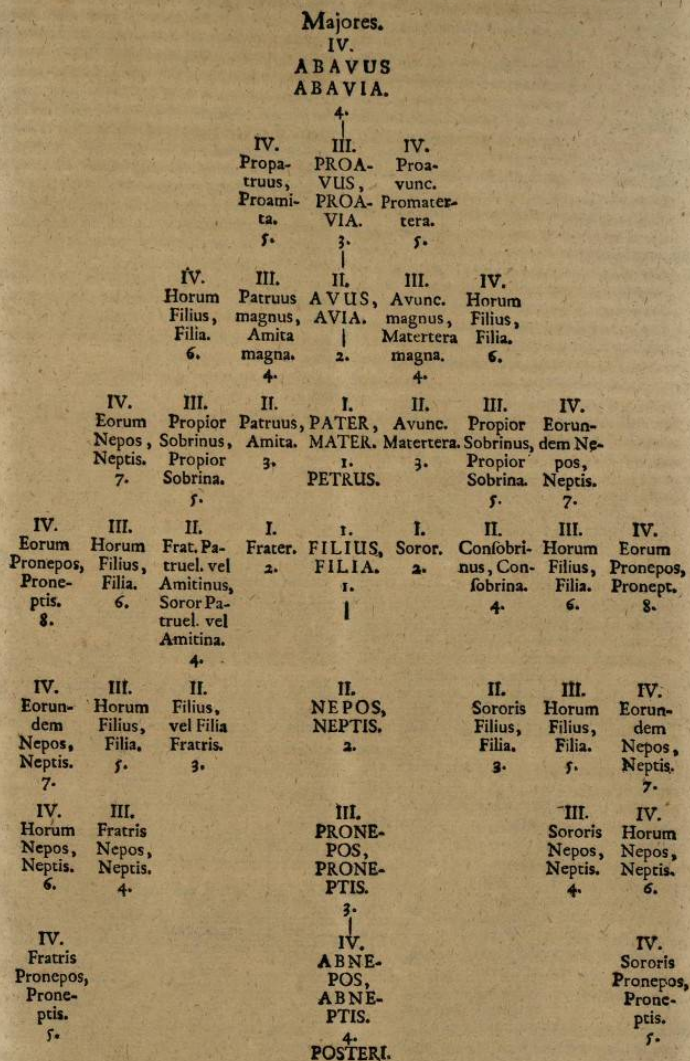 Majores.
IV.
ABAVUS
ABAVIA.
4.
IV. III. IV.
Propa- PROA- Proa-
truus, VUS, vunc.
Proami- PROA- Promater-
ta. VIA. tera.
5. 3. 5.
IV. III. II. III. IV.
Horum Patruus AVUS, Avunc. Horum
Filius, magnus, AVIA. magnus, Filius,
Filia. Amita Matertera Filia.
6. magna. 2. magna. 6.
4. 4.
IV. III. II. I. II. III. IV.
Eorum Propior Patruus, PATER, Avunc. Propior Eorun-
Nepos, Sobrinus, Amita. MATER. Matertera. Sobrinus, dem Ne-
Neptis. Propior 3. 1. 3. Propior pos,
7. Sobrina. PETRUS. Sobrina. Neptis.
5. 5. 7.
IV. III. II. I. I. I. II. III. IV.
Eorum Horum Frat. Pa- Frater. FILIUS, Soror. Conſobri- Horum Eorum
Pronepos, Filius, truel. vel 2. FILIA. 2. nus, Con- Filius, Pronepos,
Prone- Filia. Amitinus, 1. ſobrina. Filia. Pronept.
ptis. 6. Soror Pa- 4. 6. 8.
8. truel. vel
Amitina.
4.
IV. III. II. II. II. III. IV.
Eorun- Horum Filius, NEPOS, Sororis Horum Eorun-
dem Filius, vel Filia NEPTIS. Filius, Filius, dem
Nepos, Filia. Fratris. 2. Filia. Filia. Nepos,
Neptis. 5. 3. 3. 5. Neptis.
7. 7.
IV. III. III. III. IV.
Horum Fratris PRONE- Sororis Horum
Nepos, Nepos, POS, Nepos, Nepos,
Neptis. Neptis. PRONE- Neptis. Neptis.
6. 4. PTIS. 4. 6.
3.
IV. IV. IV.
Fratris ABNE- Sororis
Pronepos, POS, Pronepos,
Prone- ABNE- Prone-
ptis. PTIS. ptis.
5. 4. 5.
POSTERI.